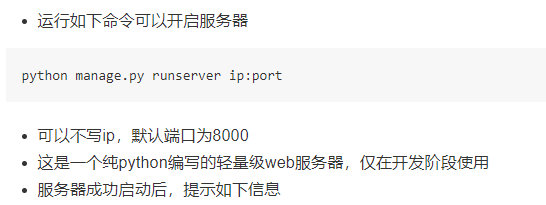 运行如下命令可以开启服务器
python manage.py runserver ip:port
可以不写ip，默认端口为8000
这是一个纯python编写的轻量级web服务器，仅在开发阶段使用
服务器成功启动后，提示如下信息